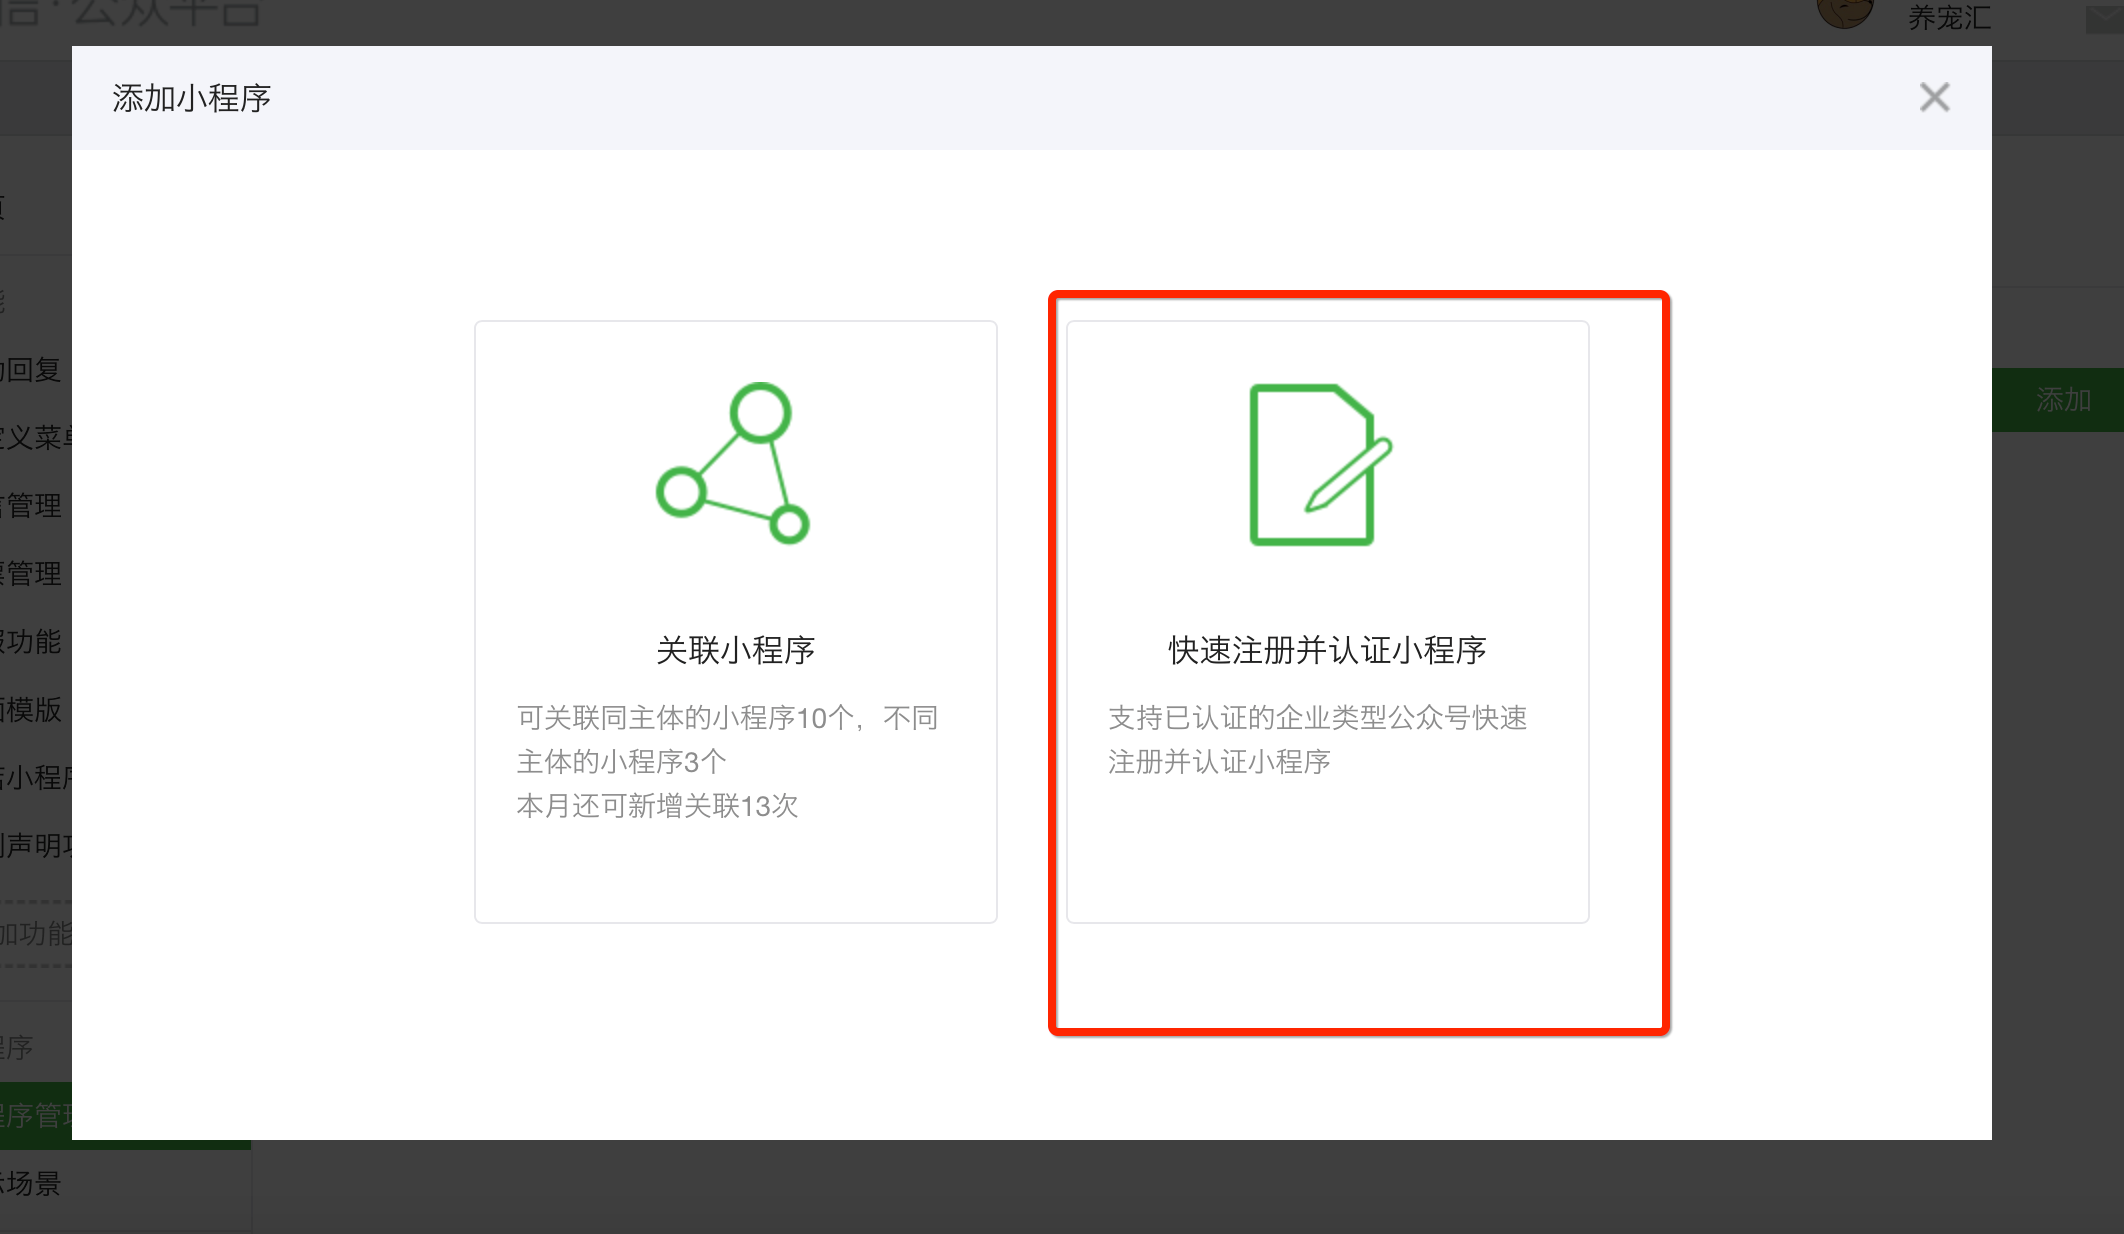 信·公众平台
养宠汇
添加小程序
添加
回复
义菜单
管理
管理
功能
模版
小程序
声明
加功能
程序
程序管理
场景
关联小程序
可关联同主体的小程序10个，不同
主体的小程序3个
本月还可新增关联13次
快速注册并认证小程序
支持已认证的企业类型公众号快速
注册并认证小程序